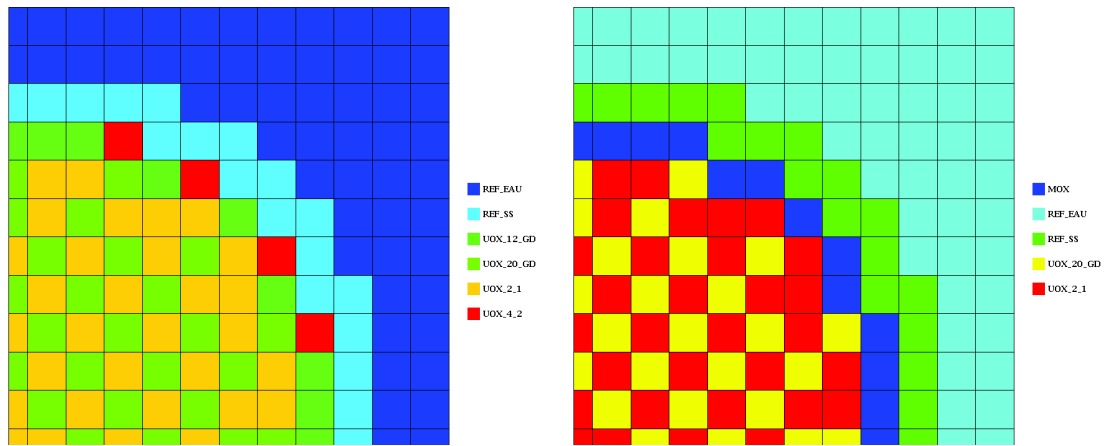 REF_EAU
REF_SS
UOX_12_GD
UOX_20_GD
UOX_2_1
UOX_4_2
MOX
REF_EAU
REF_SS
UOX_20_GD
UOX_2_1